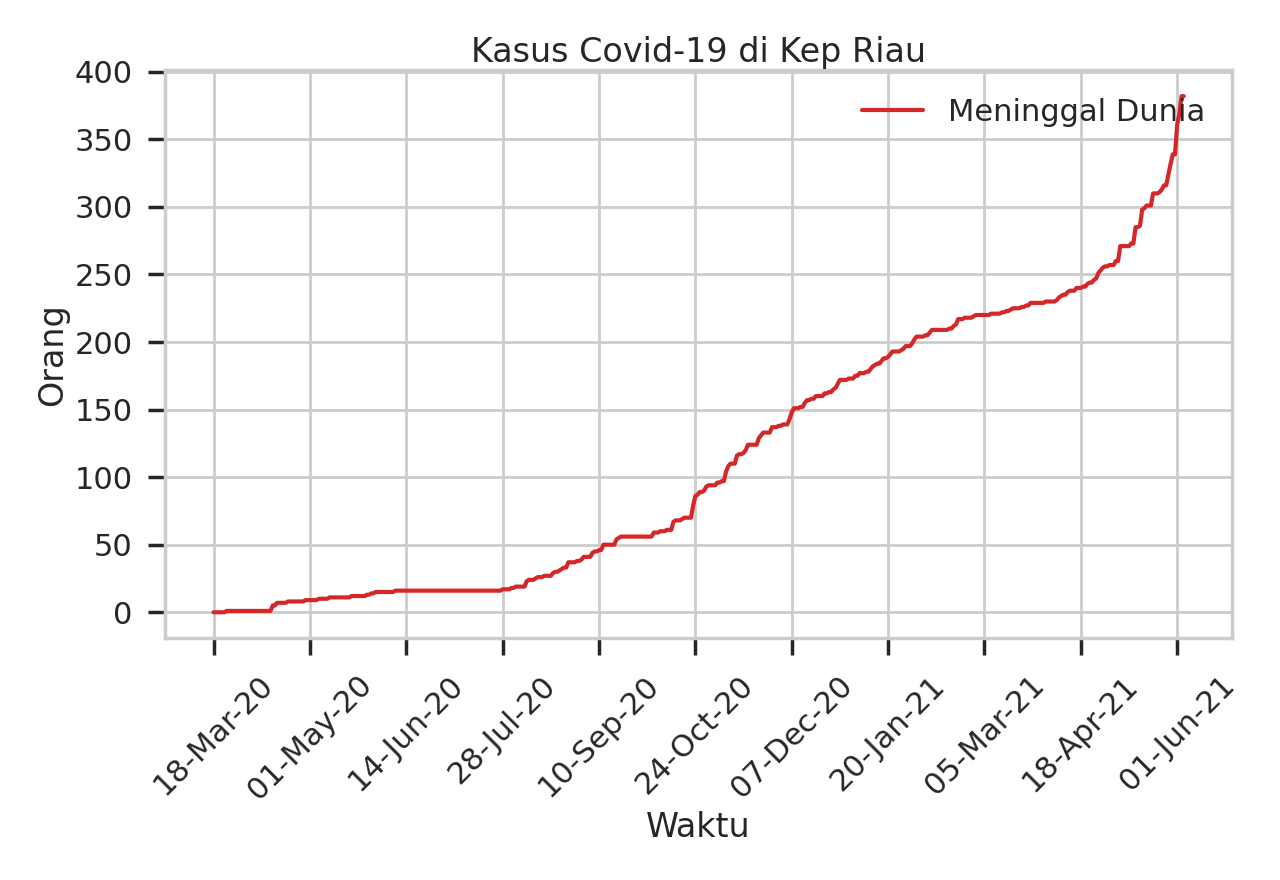 Kasus Covid-19 di Kep Riau
Meninggal Dunia
400
350
300
250
200
150
100
50
0
Orang
18-Mar-20
01-May-20
14-Jun-20
28-Jul-20
10-Sep-20
24-Oct-20
07-Dec-20
20-Jan-21
05-Mar-21
18-Apr-21
01-Jun-21
Waktu